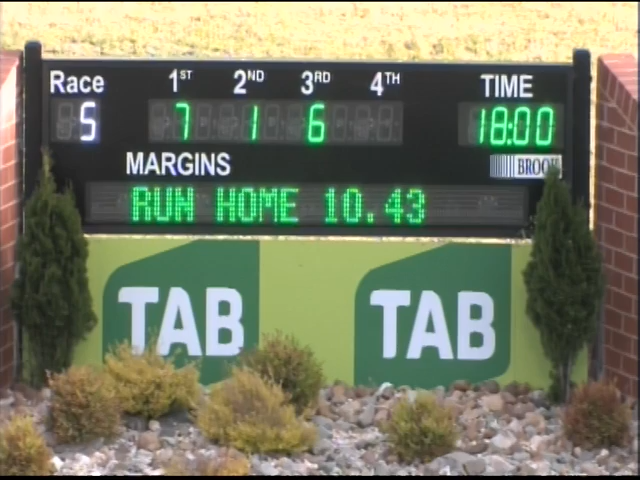 Race 1ST 2ND 3RD 4TH TIME
5 7 1 6 18:00
MARGINS
RUN HOME 10.43
TAB TAB